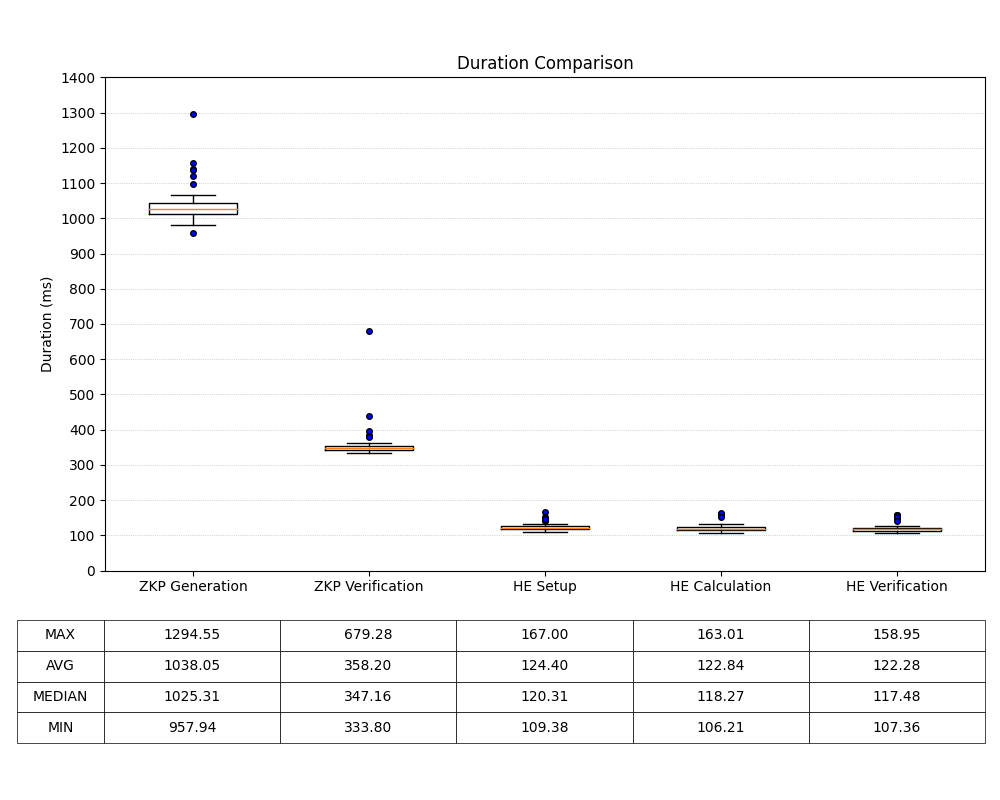 Duration Comparison
1400
1300
1200
1100
1000
900
800
700
600
500
400
300
200
100
0
Duration (ms)
ZKP Generation ZKP Verification HE Setup HE Calculation HE Verification
MAX 1294.55 679.28 167.00 163.01 158.95
AVG 1038.05 358.20 124.40 122.84 122.28
MEDIAN 1025.31 347.16 120.31 118.27 117.48
MIN 957.94 333.80 109.38 106.21 107.36